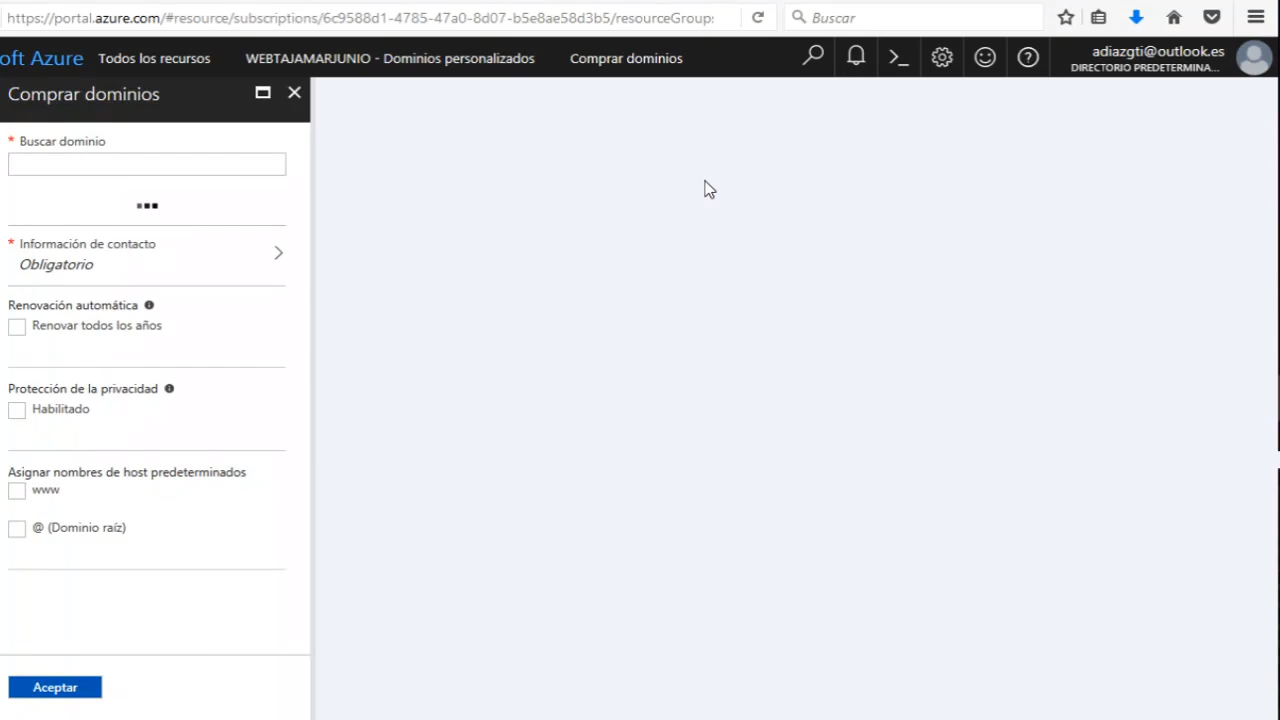 https://portal.azure.com/#resource/subscriptions/6c9588d1-4785-47a0-8d07-b5e8ae58d3b5/resourceGroup:
Buscar
oft Azure
Todos los recursos
WEBTAJAMARJUNIO - Dominios personalizados
Comprar dominios
adiazgti@outlook.es
DIRECTORIO PREDETERMINA...
Comprar dominios
* Buscar dominio
* Información de contacto
Obligatorio
Renovación automática
Renovar todos los años
Protección de la privacidad
Habilitado
Asignar nombres de host predeterminados
www
@ (Dominio raíz)
Aceptar